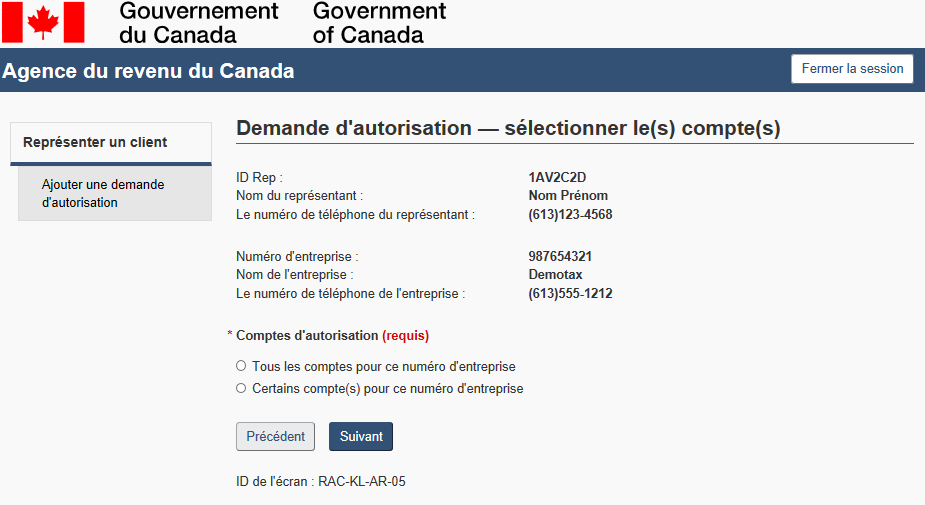 Gouvernement
du Canada
Government
of Canada
Agence du revenu du Canada
Fermer la session
Représenter un client
Ajouter une demande
d'autorisation
Demande d'autorisation — sélectionner le(s) compte(s)
ID Rep : 1AV2C2D
Nom du représentant : Nom Prénom
Le numéro de téléphone du représentant : (613)123-4568
Numéro d'entreprise : 987654321
Nom de l'entreprise : Demotax
Le numéro de téléphone de l'entreprise : (613)555-1212
* Comptes d'autorisation (requis)
Tous les comptes pour ce numéro d'entreprise
Certains compte(s) pour ce numéro d'entreprise
Précédent Suivant
ID de l'écran : RAC-KL-AR-05